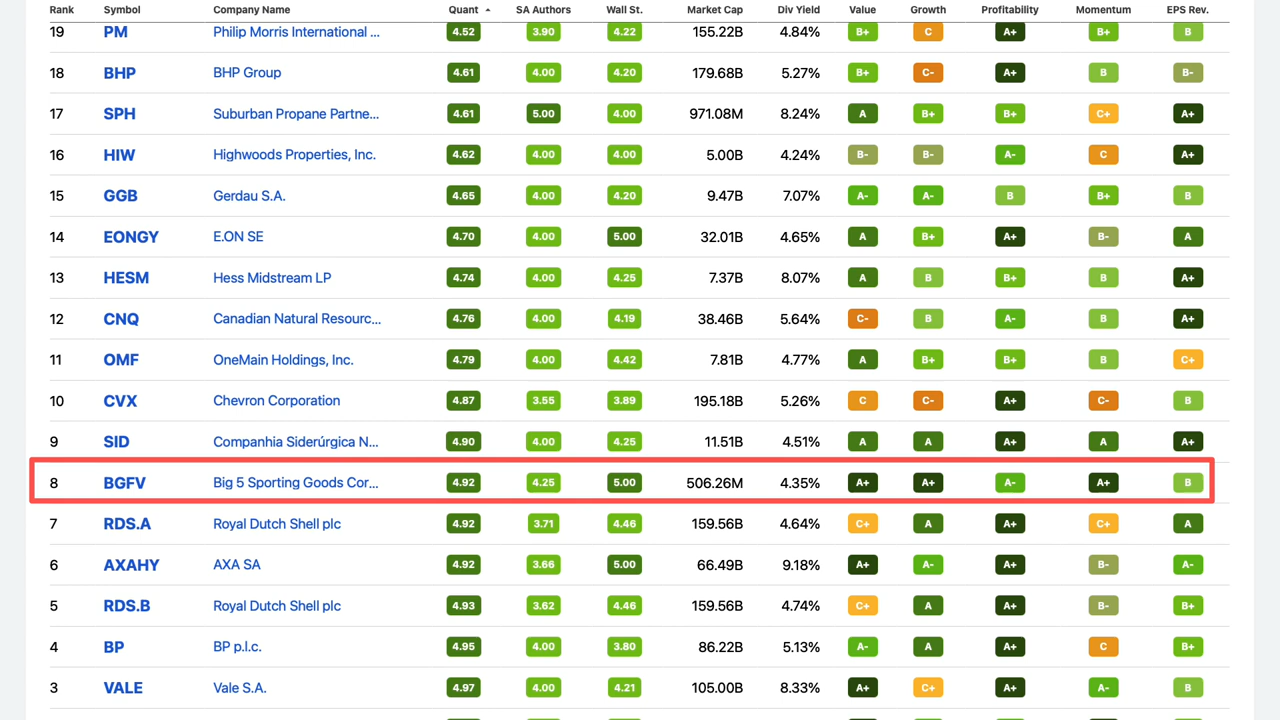 Rank Symbol Company Name Quant SA Authors Wall St. Market Cap Div Yield Value Growth Profitability Momentum EPS Rev.
19 PM Philip Morris International ... 4.52 3.90 4.22 155.22B 4.84% B+ C A+ B+ B
18 BHP BHP Group 4.61 4.00 4.20 179.68B 5.27% B+ C- A+ B B-
17 SPH Suburban Propane Partne... 4.61 5.00 4.00 971.08M 8.24% A B+ B+ C+ A+
16 HIW Highwoods Properties, Inc. 4.62 4.00 4.00 5.00B 4.24% B- B- A- C A+
15 GGB Gerdau S.A. 4.65 4.00 4.20 9.47B 7.07% A- A- B B+ B
14 EONGY E.ON SE 4.70 4.00 5.00 32.01B 4.65% A B+ A+ B- A
13 HESM Hess Midstream LP 4.74 4.00 4.25 7.37B 8.07% A B B+ B A+
12 CNQ Canadian Natural Resourc... 4.76 4.00 4.19 38.46B 5.64% C- B A- B A+
11 OMF OneMain Holdings, Inc. 4.79 4.00 4.42 7.81B 4.77% A B+ B+ B C+
10 CVX Chevron Corporation 4.87 3.55 3.89 195.18B 5.26% C C- A+ C- B
9 SID Companhia Siderúrgica N... 4.90 4.00 4.25 11.51B 4.51% A A A+ A A+
8 BGFV Big 5 Sporting Goods Cor... 4.92 4.25 5.00 506.26M 4.35% A+ A+ A- A+ B
7 RDS.A Royal Dutch Shell plc 4.92 3.71 4.46 159.56B 4.64% C+ A A+ C+ A
6 AXAHY AXA SA 4.92 3.66 5.00 66.49B 9.18% A+ A- A+ B- A-
5 RDS.B Royal Dutch Shell plc 4.93 3.62 4.46 159.56B 4.74% C+ A A+ B- B+
4 BP BP p.l.c. 4.95 4.00 3.80 86.22B 5.13% A- A A+ C B+
3 VALE Vale S.A. 4.97 4.00 4.21 105.00B 8.33% A+ C+ A+ A- B